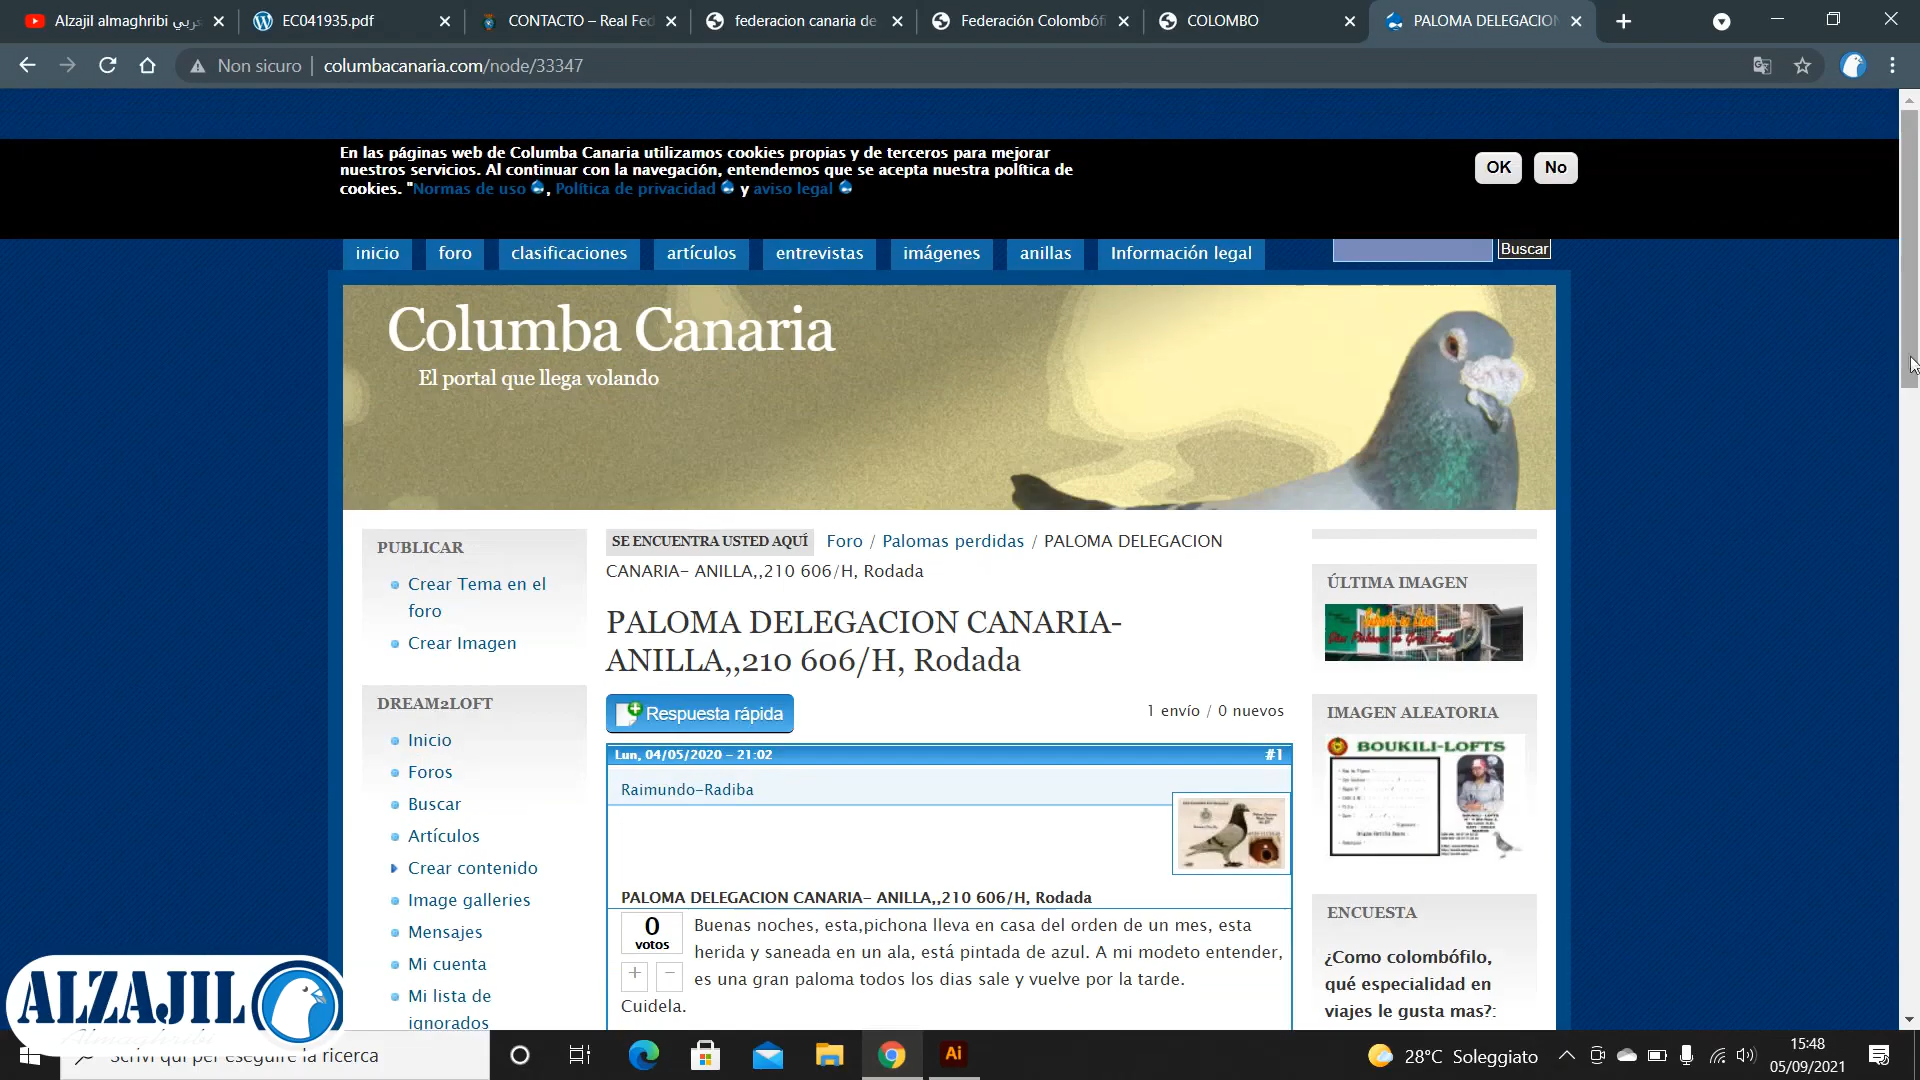 Alzajil almaghribi عربي
EC041935.pdf
CONTACTO – Real Fed
federacion canaria de
Federación Colombófi
COLOMBO
PALOMA DELEGACION
Non sicuro
columbacanaria.com/node/33347
En las páginas web de Columba Canaria utilizamos cookies propias y de terceros para mejorar
nuestros servicios. Al continuar con la navegación, entendemos que se acepta nuestra política de
cookies. "Normas de uso , Política de privacidad y aviso legal
OK
No
inicio
foro
clasificaciones
artículos
entrevistas
imágenes
anillas
Información legal
Buscar
Columba Canaria
El portal que llega volando
PUBLICAR
Crear Tema en el
foro
Crear Imagen
DREAM2LOFT
Inicio
Foros
Buscar
Artículos
Crear contenido
Image galleries
Mensajes
Mi cuenta
Mi lista de
ignorados
SE ENCUENTRA USTED AQUÍ Foro / Palomas perdidas / PALOMA DELEGACION
CANARIA- ANILLA,,210 606/H, Rodada
PALOMA DELEGACION CANARIA-
ANILLA,,210 606/H, Rodada
Respuesta rápida
1 envío / 0 nuevos
Lun, 04/05/2020 – 21:02
#1
Raimundo-Radiba
PALOMA DELEGACION CANARIA- ANILLA,,210 606/H, Rodada
0
votos
Buenas noches, esta,pichona lleva en casa del orden de un mes, esta
herida y saneada en un ala, está pintada de azul. A mi modeto entender,
es una gran paloma todos los dias sale y vuelve por la tarde.
Cuidela.
ÚLTIMA IMAGEN
IMAGEN ALEATORIA
BOUKILI-LOFTS
ENCUESTA
¿Como colombófilo,
qué especialidad en
viajes le gusta mas?:
ALZAJIL
Almaghribi
Scrivi qui per eseguire la ricerca
Ai
28°C Soleggiato
15:48
05/09/2021